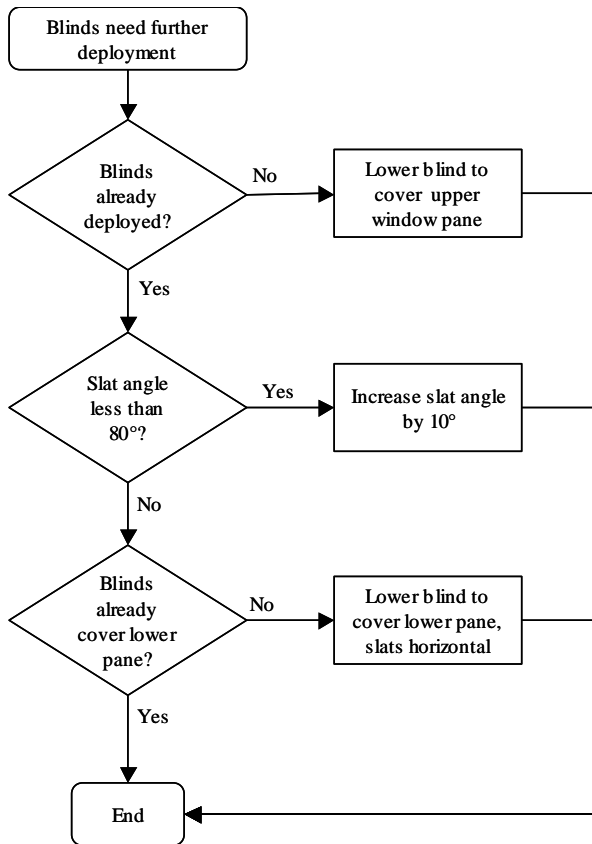 Blinds need further
deployment
Blinds
already
deployed?
No
Lower blind to
cover upper
window pane
Yes
Slat angle
less than
80°?
Yes
Increase slat angle
by 10°
No
Blinds
already
cover lower
pane?
No
Lower blind to
cover lower pane,
slats horizontal
Yes
End